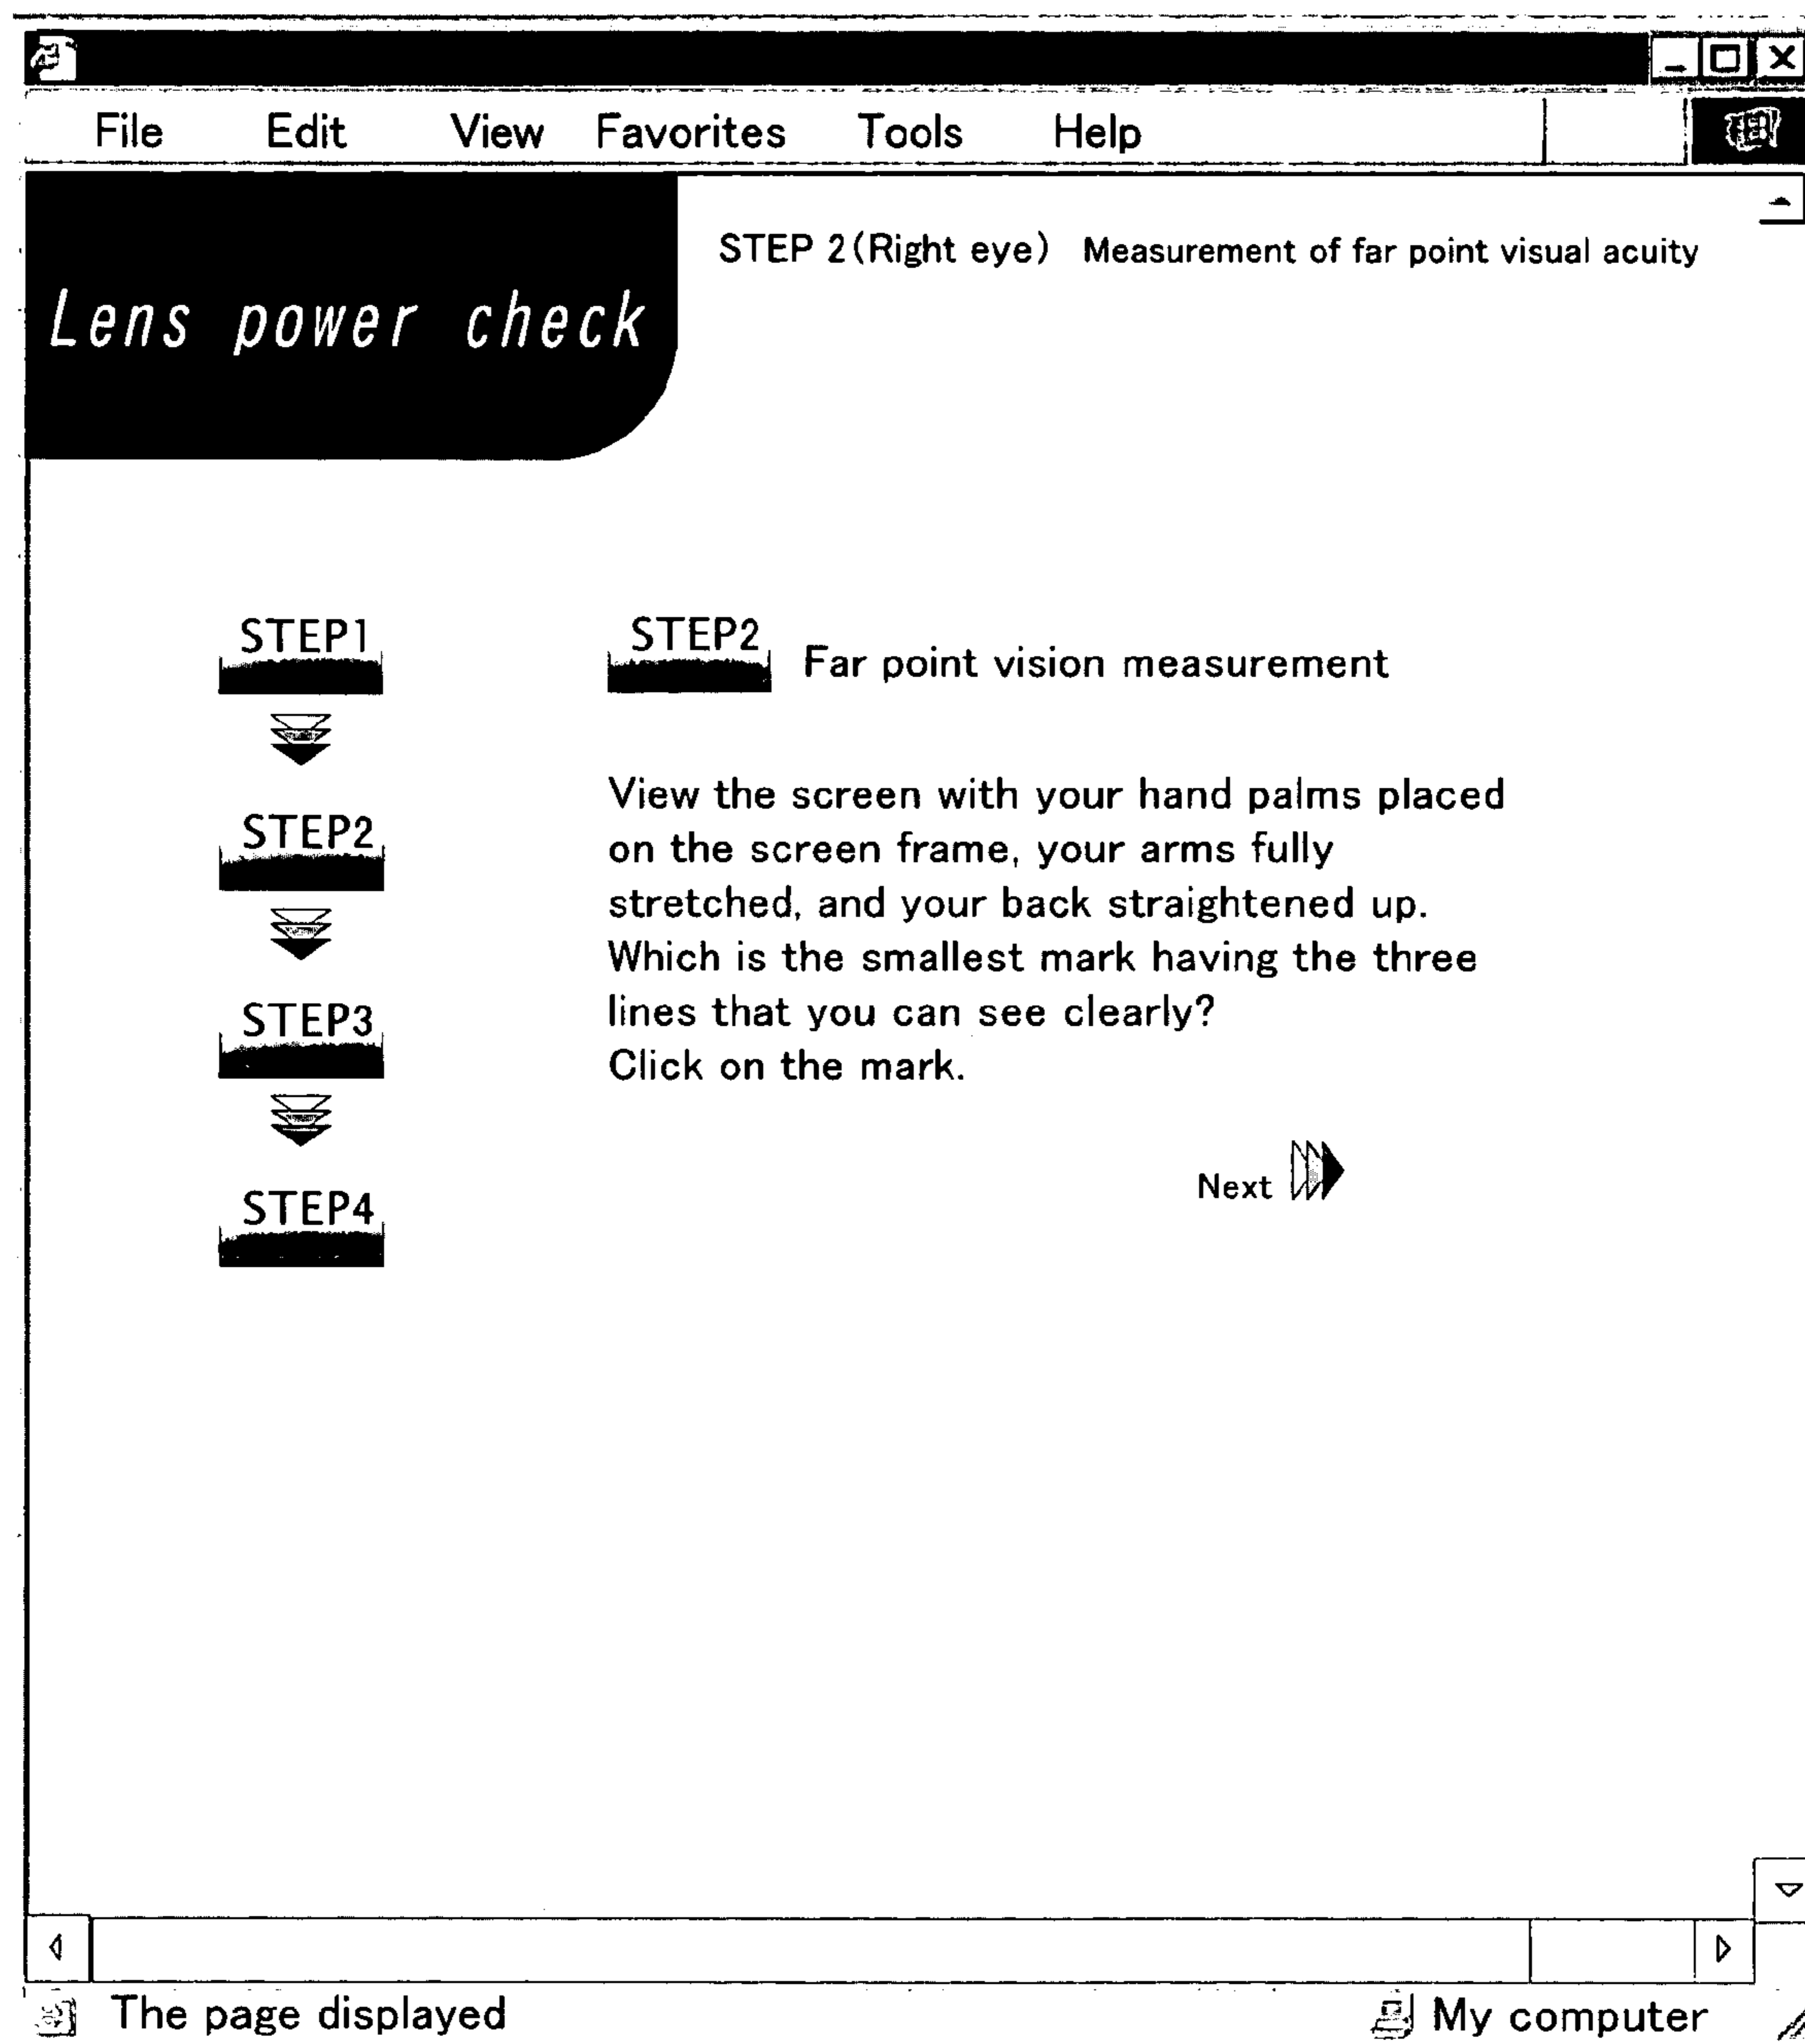 File Edit View Favorites Tools Help
STEP 2(Right eye) Measurement of far point visual acuity
Lens power check
STEP1
STEP2
STEP3
STEP4
STEP2 Far point vision measurement
View the screen with your hand palms placed
on the screen frame, your arms fully
stretched, and your back straightened up.
Which is the smallest mark having the three
lines that you can see clearly?
Click on the mark.
Next
The page displayed My computer